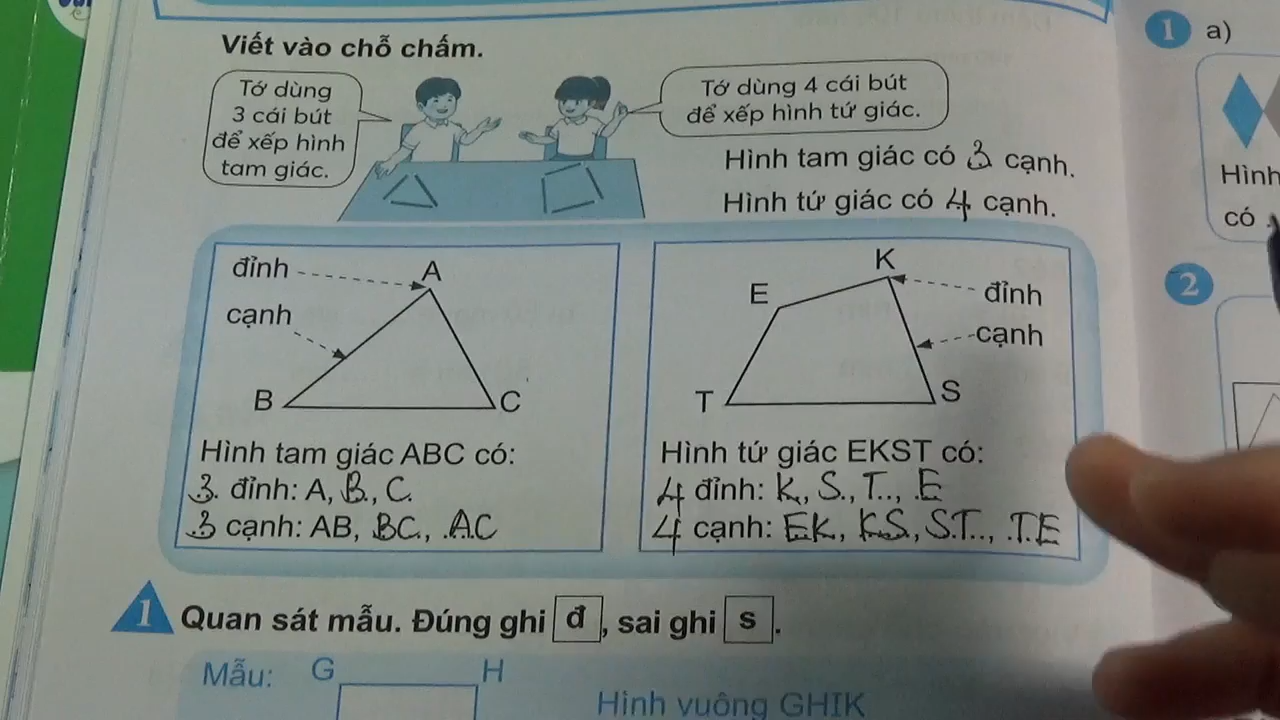 Viết vào chỗ chấm.
Tớ dùng
3 cái bút
để xếp hình
tam giác.
Tớ dùng 4 cái bút
để xếp hình tứ giác.
Hình tam giác có 3 cạnh.
Hình tứ giác có 4 cạnh.
đỉnh
cạnh
A
B
C
Hình tam giác ABC có:
3 đỉnh: A, B, C.
3 cạnh: AB, BC, AC
E
K
đỉnh
cạnh
T
S
Hình tứ giác EKST có:
4 đỉnh: K, S, T, E
4 cạnh: EK, KS, ST, TE
1 Quan sát mẫu. Đúng ghi đ, sai ghi s.
Mẫu:
G
H
Hình vuông GHIK
1 a)
Hình
có
2